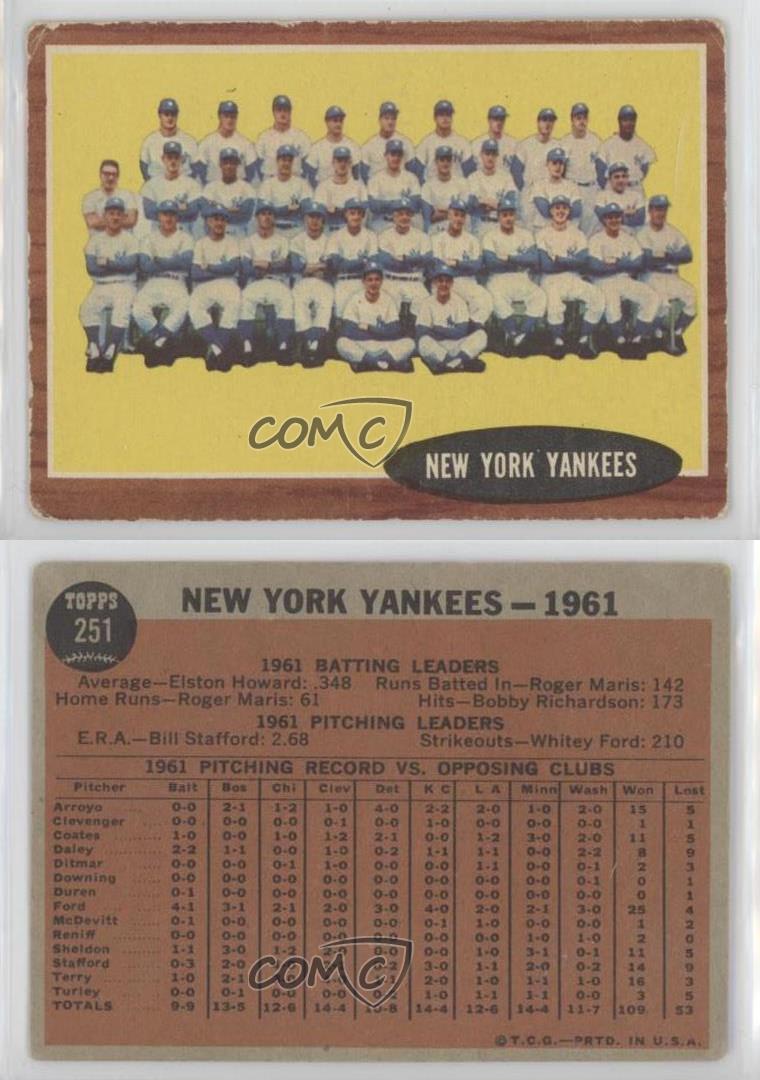 COMC
NEW YORK YANKEES
TOPPS
251
NEW YORK YANKEES — 1961
1961 BATTING LEADERS
Average—Elston Howard: .348 Runs Batted In—Roger Maris: 142
Home Runs—Roger Maris: 61 Hits—Bobby Richardson: 173
1961 PITCHING LEADERS
E.R.A.—Bill Stafford: 2.68 Strikeouts—Whitey Ford: 210
1961 PITCHING RECORD VS. OPPOSING CLUBS
Pitcher Balt Bos Chi Clev Det K C L A Minn Wash Won Lost
Arroyo 0-0 2-1 1-2 1-0 4-0 2-2 2-0 1-0 2-0 15 5
Clevenger 0-0 0-0 0-0 0-1 0-0 1-0 0-0 0-0 0-0 1 1
Coates 1-0 0-0 1-0 1-2 2-1 0-0 1-2 3-0 2-0 11 5
Daley 2-2 1-1 0-0 1-0 0-2 1-1 1-1 0-0 2-2 8 9
Ditmar 0-0 0-0 0-1 1-0 0-0 0-0 1-1 0-0 0-1 2 3
Downing 0-0 0-0 0-0 0-0 0-0 0-0 0-0 0-0 0-1 0 1
Duren 0-1 0-0 0-0 0-0 0-0 0-0 0-0 0-0 0-0 0 1
Ford 4-1 3-1 2-1 2-0 3-0 4-0 2-0 2-1 3-0 25 4
McDevitt 0-1 0-0 0-0 0-0 0-0 0-1 1-0 0-0 0-0 1 2
Reniff 0-0 0-0 0-0 0-0 0-0 0-0 0-0 1-0 1-0 2 0
Sheldon 1-1 3-0 1-2 2-0 0-0 0-0 1-0 3-1 0-1 11 5
Stafford 0-3 2-0 0-2 3-0 1-1 2-0 0-2 14 9
Terry 1-0 2-1 1-0 1-1 2-0 1-1 16 3
Turley 0-0 0-1 0-0 0-0 0-2 1-0 1-1 1-1 0-0 3 5
TOTALS 9-9 13-5 12-6 14-4 10-8 14-4 12-6 14-4 11-7 109 53
COMC
©T.C.G.—PRTD. IN U.S.A.